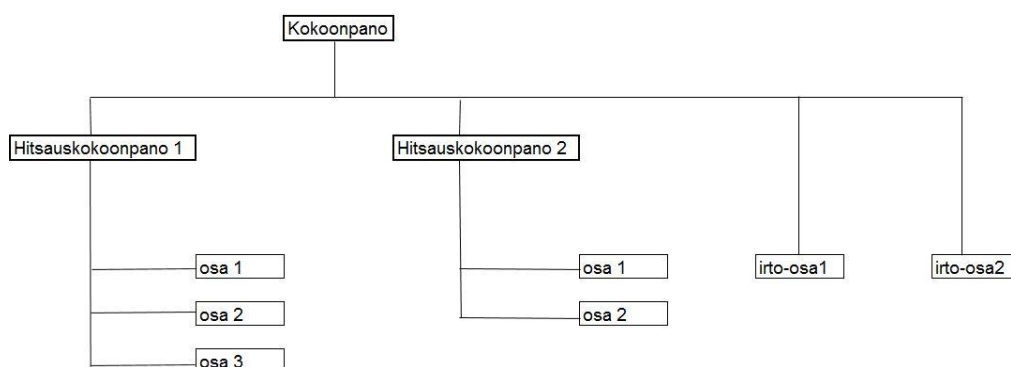 Kokoonpano
Hitsauskokoonpano 1
Hitsauskokoonpano 2
osa 1
osa 1
irto-osa1
irto-osa2
osa 2
osa 2
osa 3